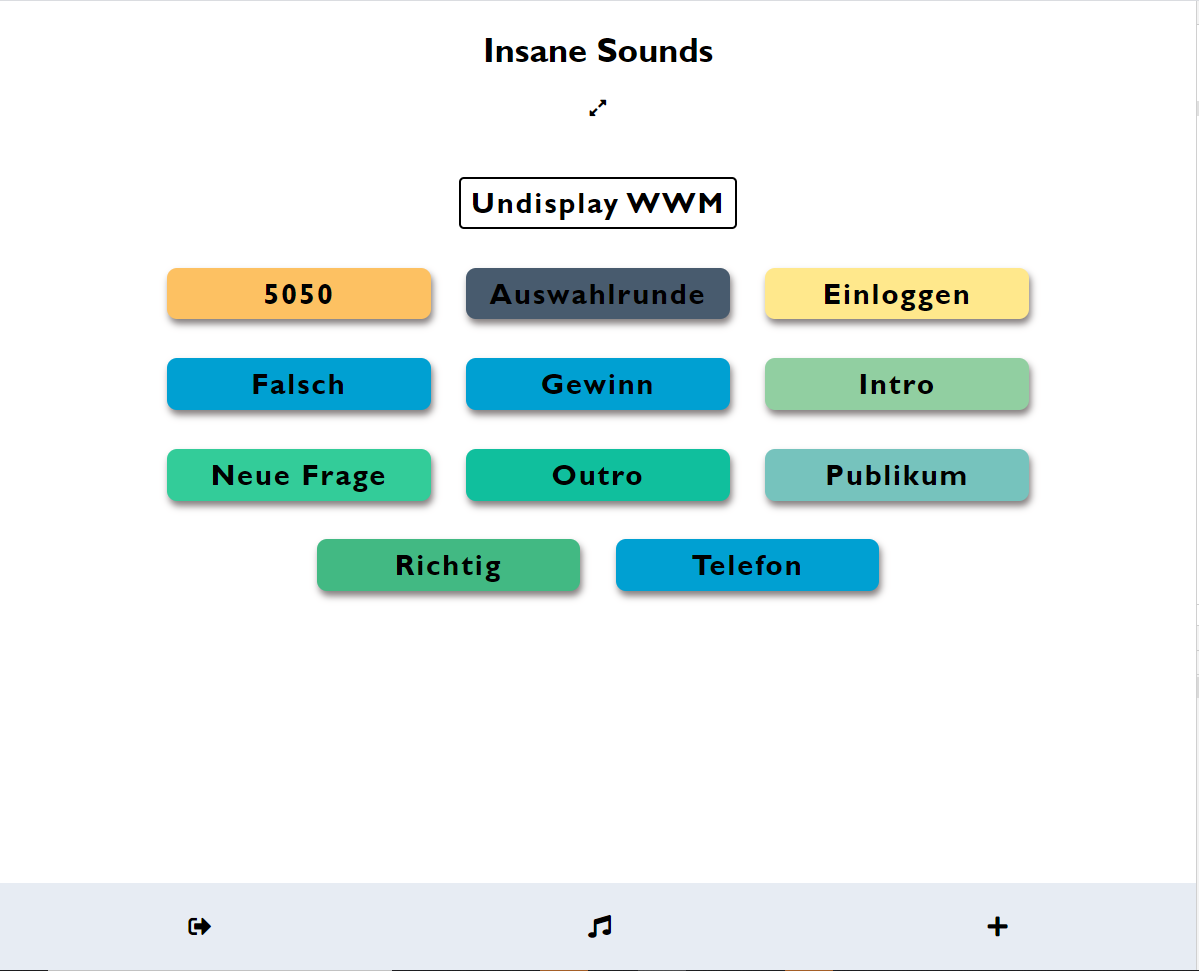 Insane Sounds
Undisplay WWM
5050
Auswahlrunde
Einloggen
Falsch
Gewinn
Intro
Neue Frage
Outro
Publikum
Richtig
Telefon